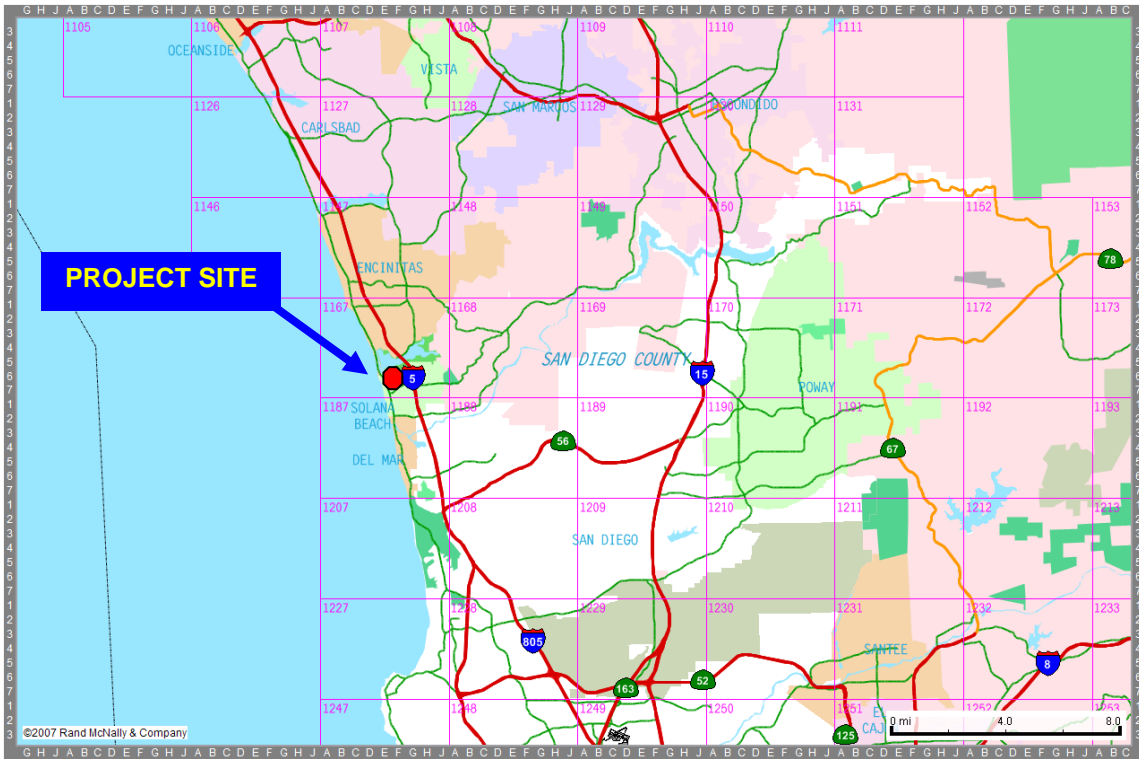 G H J A B C D E F G H J A B C D E F G H J A B C D E F G H J A B C D E F G H J A B C D E F G H J A B C D E F G H J A B C D E F G H J A B C D E F G H J A B C
1105 1106 1107 1108 1109 1110 1111
OCEANSIDE
VISTA
1126 1127 1128 SAN MARCOS 1129 ESCONDIDO 1131
CARLSBAD
1146 1147 1148 1149 1150 1151 1152 1153
PROJECT SITE
ENCINITAS
78
1167 1168 1169 1170 1171 1172 1173
SAN DIEGO COUNTY
5
15
POWAY
1187 SOLANA BEACH 1188 1189 1190 1191 1192 1193
56
67
DEL MAR
1207 1208 1209 1210 1211 1212 1213
SAN DIEGO
1227 1228 1229 1230 1231 1232 1233
805
SANTEE
8
163
52
1247 1248 1249 1250 1251 1252 1253
EL
CAJ
0 mi 4.0 8.0
125
©2007 Rand McNally & Company
G H J A B C D E F G H J A B C D E F G H J A B C D E F G H J A B C D E F G H J A B C D E F G H J A B C D E F G H J A B C D E F G H J A B C D E F G H J A B C